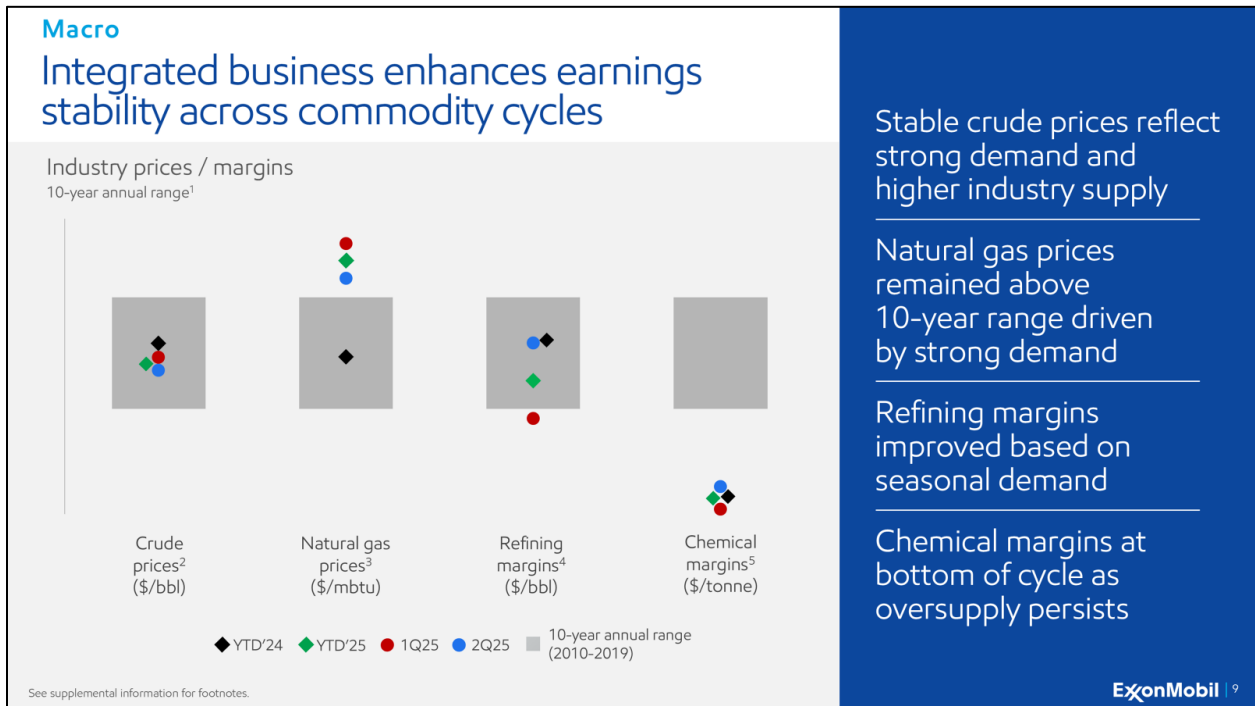 Macro
Integrated business enhances earnings
stability across commodity cycles
Industry prices / margins
10-year annual range¹
Crude
prices²
($/bbl)
Natural gas
prices³
($/mbtu)
Refining
margins⁴
($/bbl)
Chemical
margins⁵
($/tonne)
YTD'24
YTD'25
1Q25
2Q25
10-year annual range
(2010-2019)
Stable crude prices reflect
strong demand and
higher industry supply
Natural gas prices
remained above
10-year range driven
by strong demand
Refining margins
improved based on
seasonal demand
Chemical margins at
bottom of cycle as
oversupply persists
See supplemental information for footnotes.
ExxonMobil | 9